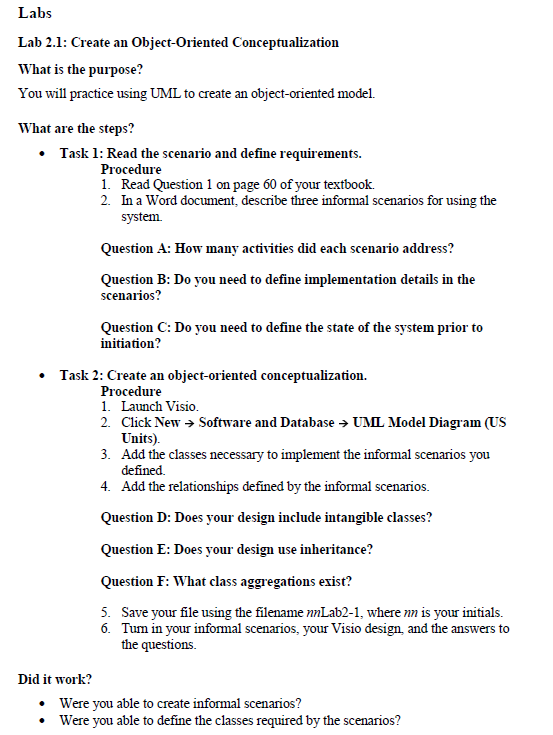 Labs
Lab 2.1: Create an Object-Oriented Conceptualization
What is the purpose?
You will practice using UML to create an object-oriented model.
What are the steps?
• Task 1: Read the scenario and define requirements.
Procedure
1. Read Question 1 on page 60 of your textbook.
2. In a Word document, describe three informal scenarios for using the
system.
Question A: How many activities did each scenario address?
Question B: Do you need to define implementation details in the
scenarios?
Question C: Do you need to define the state of the system prior to
initiation?
• Task 2: Create an object-oriented conceptualization.
Procedure
1. Launch Visio.
2. Click New → Software and Database → UML Model Diagram (US
Units).
3. Add the classes necessary to implement the informal scenarios you
defined.
4. Add the relationships defined by the informal scenarios.
Question D: Does your design include intangible classes?
Question E: Does your design use inheritance?
Question F: What class aggregations exist?
5. Save your file using the filename nnLab2-1, where nn is your initials.
6. Turn in your informal scenarios, your Visio design, and the answers to
the questions.
Did it work?
• Were you able to create informal scenarios?
• Were you able to define the classes required by the scenarios?